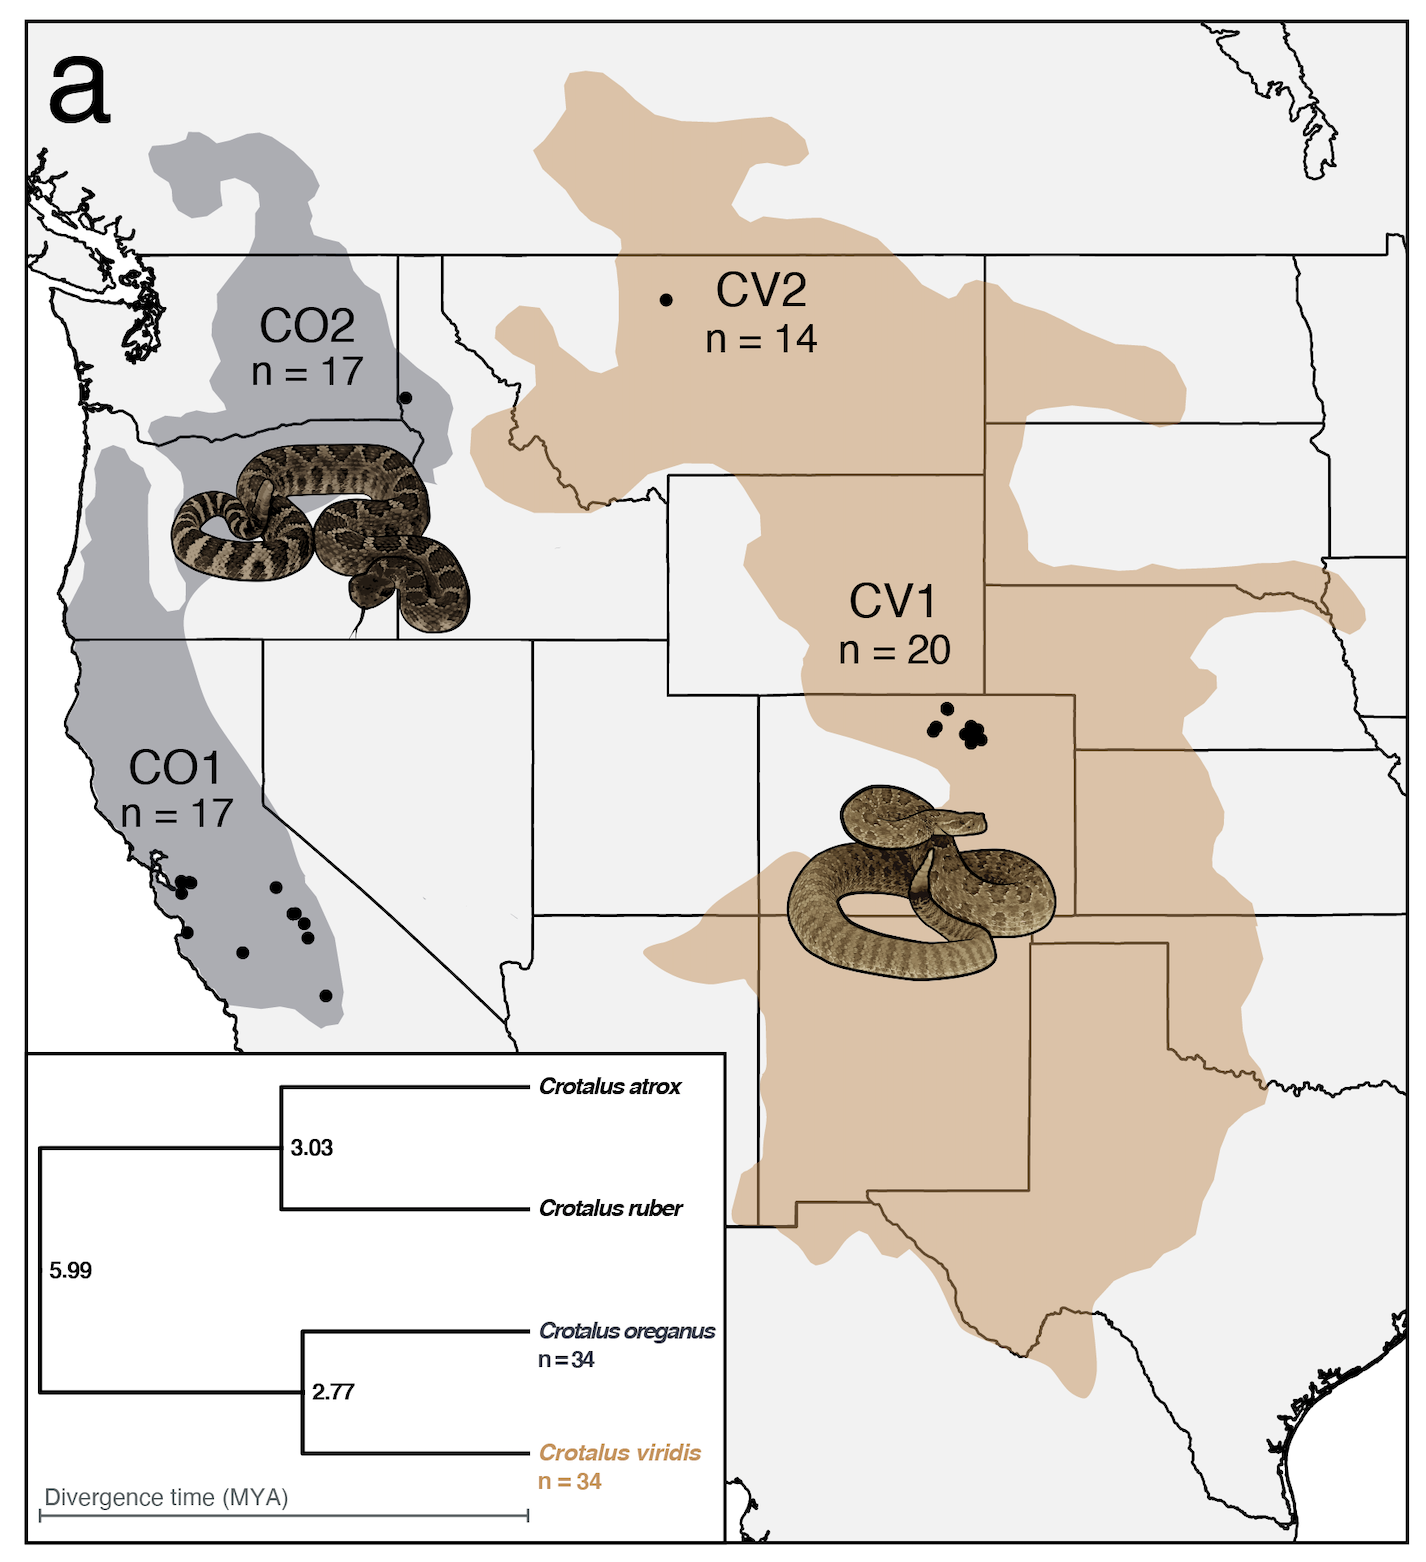 a
CV2
n = 14
CO2
n = 17
CV1
n = 20
CO1
n = 17
Crotalus atrox
3.03
Crotalus ruber
5.99
Crotalus oreganus
n = 34
2.77
Crotalus viridis
n = 34
Divergence time (MYA)